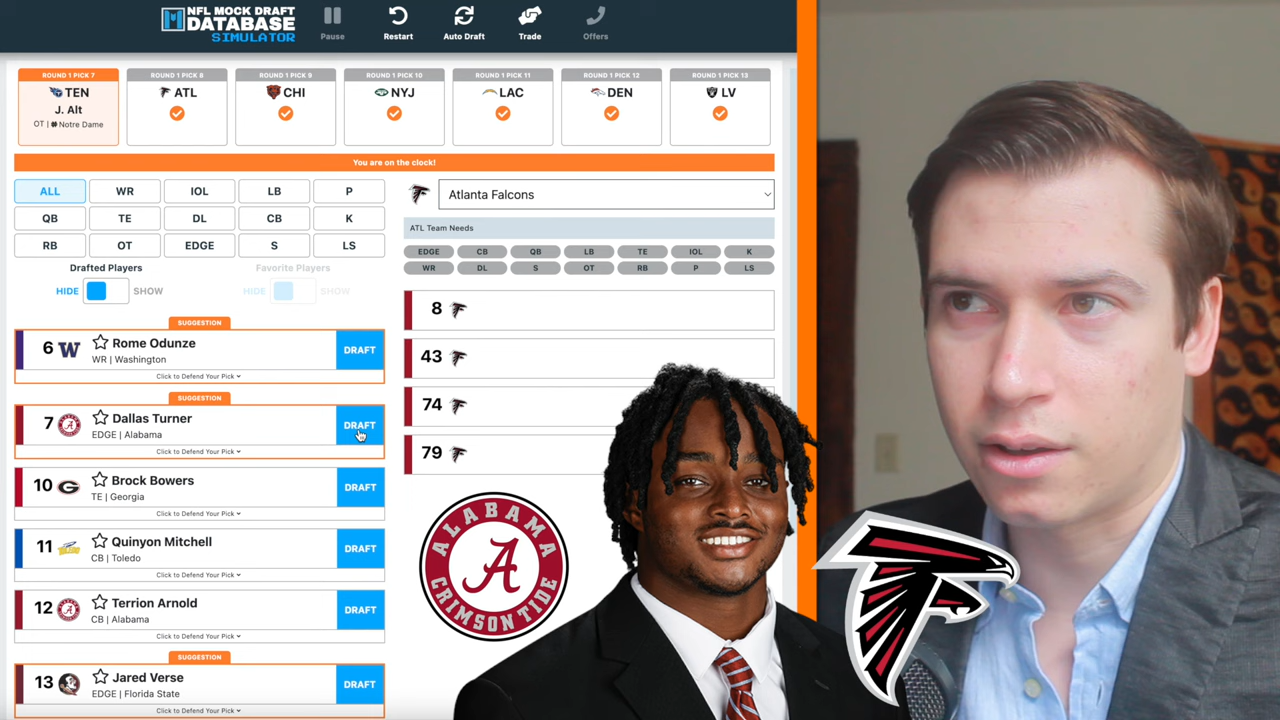 NFL MOCK DRAFT
DATABASE
SIMULATOR
Pause
Restart
Auto Draft
Trade
Offers
ROUND 1 PICK 7
TEN
J. Alt
OT | Notre Dame
ROUND 1 PICK 8
ATL
ROUND 1 PICK 9
CHI
ROUND 1 PICK 10
NYJ
ROUND 1 PICK 11
LAC
ROUND 1 PICK 12
DEN
ROUND 1 PICK 13
LV
You are on the clock!
ALL WR IOL LB P
QB TE DL CB K
RB OT EDGE S LS
Drafted Players
HIDE SHOW
Favorite Players
HIDE SHOW
SUGGESTION
6 W Rome Odunze
WR | Washington
DRAFT
Click to Defend Your Pick
SUGGESTION
7 Dallas Turner
EDGE | Alabama
DRAFT
Click to Defend Your Pick
10 G Brock Bowers
TE | Georgia
DRAFT
Click to Defend Your Pick
11 Quinyon Mitchell
CB | Toledo
DRAFT
Click to Defend Your Pick
12 Terrion Arnold
CB | Alabama
DRAFT
Click to Defend Your Pick
SUGGESTION
13 Jared Verse
EDGE | Florida State
DRAFT
Click to Defend Your Pick
Atlanta Falcons
ATL Team Needs
EDGE CB QB LB TE IOL K
WR DL S OT RB P LS
8
43
74
79
ALABAMA
A
CRIMSON TIDE